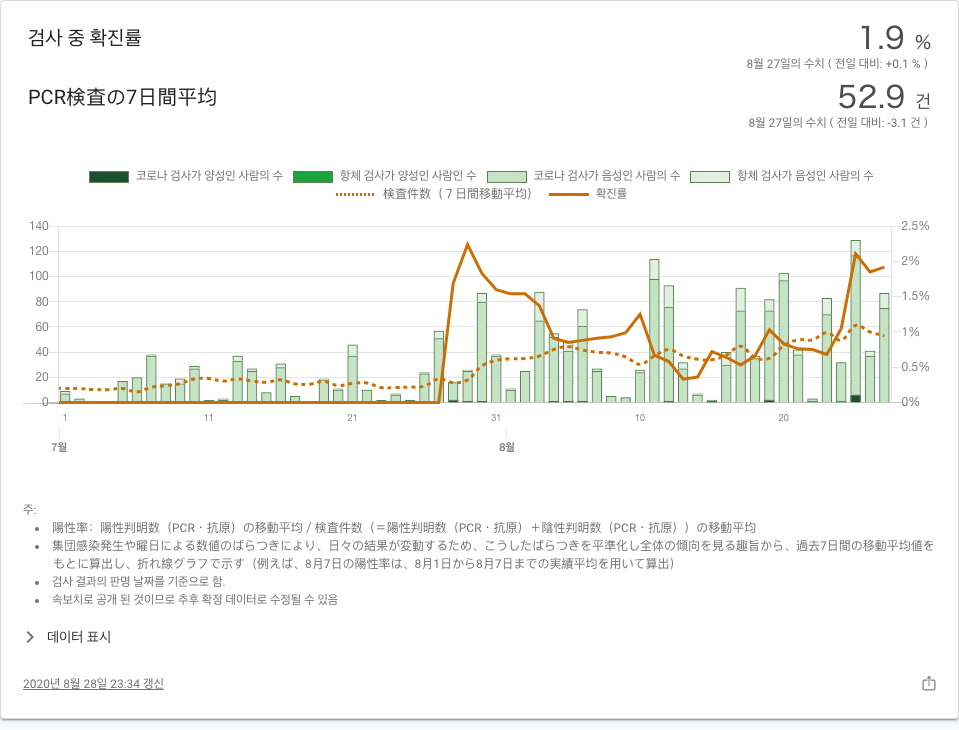 검사 중 확진률
1.9 %
8월 27일의 수치 ( 전일 대비: +0.1 % )
PCR検査の7日間平均
52.9 건
8월 27일의 수치 ( 전일 대비: -3.1 건 )
코로나 검사가 양성인 사람의 수 항체 검사가 양성인 사람인 수 코로나 검사가 음성인 사람의 수 항체 검사가 음성인 사람의 수
検査件数（７日間移動平均） 확진률
140 2.5%
120 2%
100
80 1.5%
60 1%
40 0.5%
20
0 0%
1 11 21 31 10 20
7월 8월
주:
陽性率：陽性判明数（PCR・抗原）の移動平均 / 検査件数（＝陽性判明数（PCR・抗原）＋陰性判明数（PCR・抗原））の移動平均
集団感染発生や曜日による数値のばらつきにより、日々の結果が変動するため、こうしたばらつきを平準化し全体の傾向を見る趣旨から、過去7日間の移動平均値を
もとに算出し、折れ線グラフで示す（例えば、8月7日の陽性率は、8月1日から8月7日までの実績平均を用いて算出）
검사 결과의 판명 날짜를 기준으로 함.
속보치로 공개 된 것이므로 추후 확정 데이터로 수정될 수 있음
데이터 표시
2020년 8월 28일 23:34 갱신